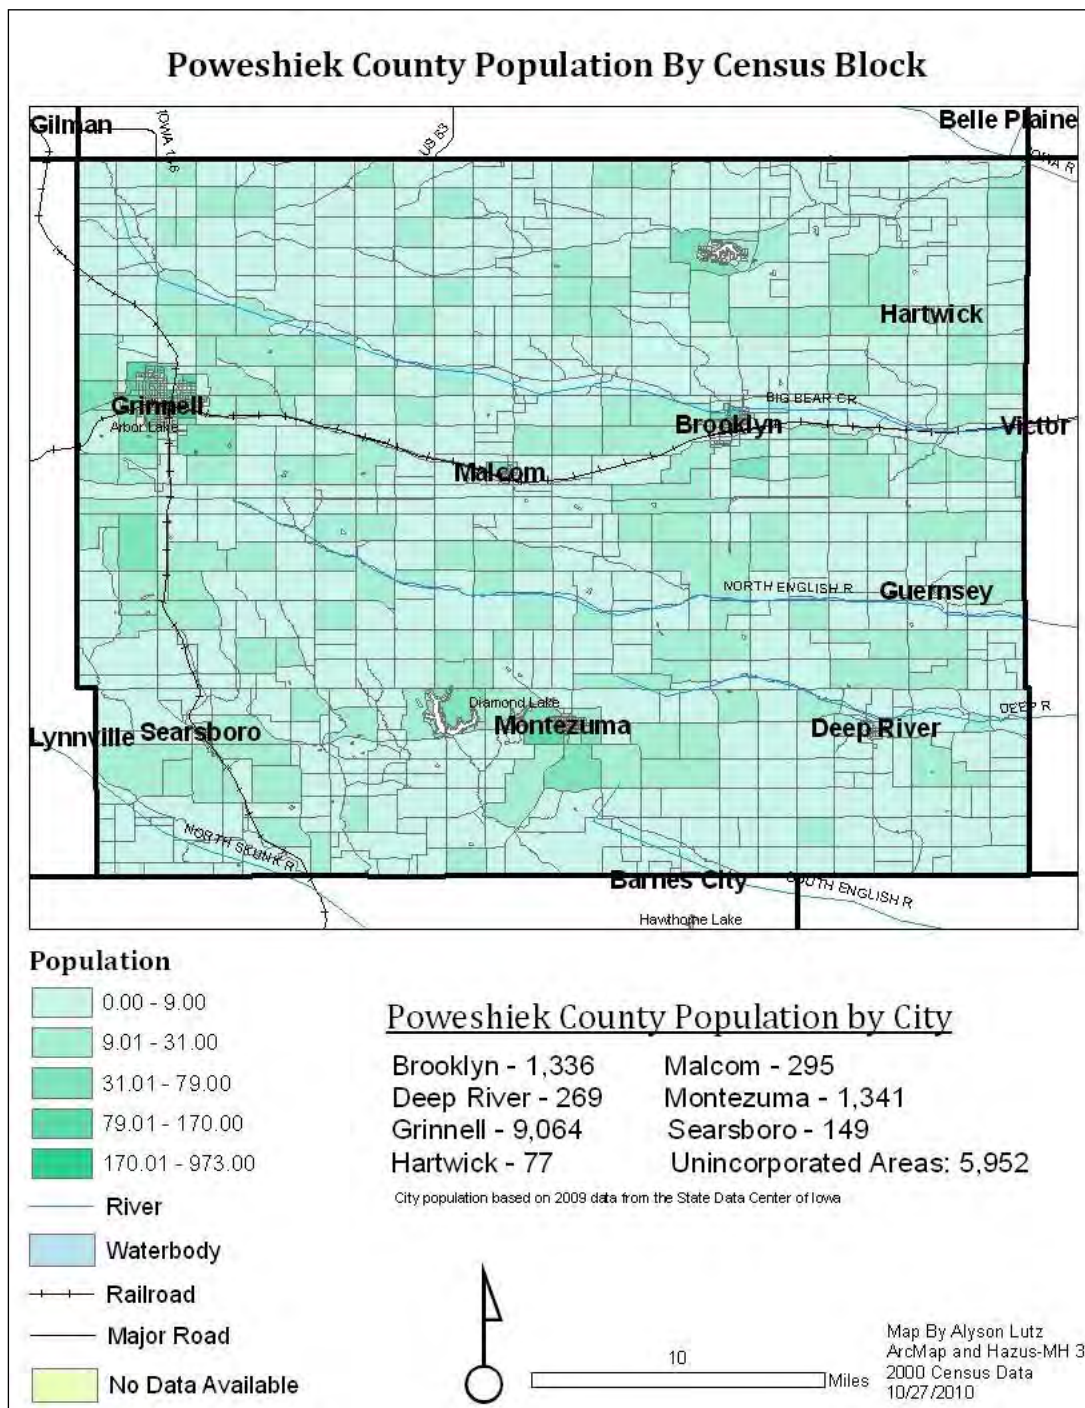 Poweshiek County Population By Census Block
Gilman
IOWA 146
US 63
Belle Plaine
IOWA R
Hartwick
Grinnell
Arbor Lake
BIG BEAR CR
Brooklyn
Victor
Malcom
NORTH ENGLISH R
Guernsey
Diamond Lake
Lynnville
Searsboro
Montezuma
Deep River
DEEP R
NORTH SKUNK R
Barnes City
SOUTH ENGLISH R
Hawthorne Lake
Population
0.00 - 9.00
9.01 - 31.00
31.01 - 79.00
79.01 - 170.00
170.01 - 973.00
River
Waterbody
Railroad
Major Road
No Data Available
Poweshiek County Population by City
Brooklyn - 1,336
Malcom - 295
Deep River - 269
Montezuma - 1,341
Grinnell - 9,064
Searsboro - 149
Hartwick - 77
Unincorporated Areas: 5,952
City population based on 2009 data from the State Data Center of Iowa
10
Miles
Map By Alyson Lutz
ArcMap and Hazus-MH 3
2000 Census Data
10/27/2010